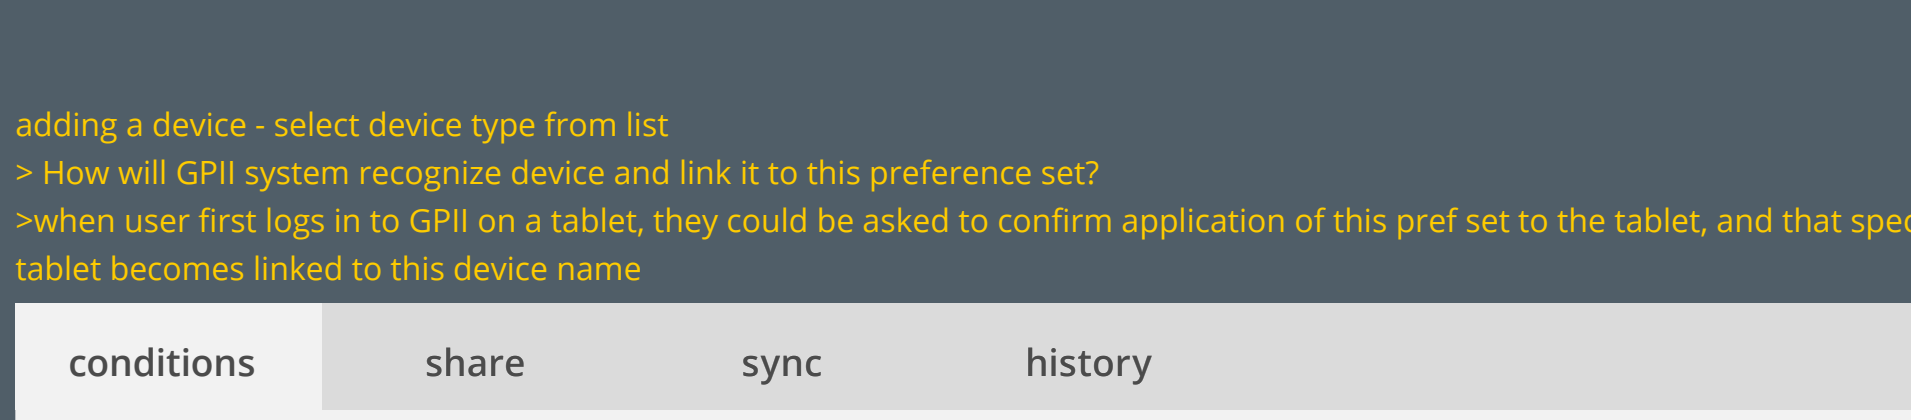 adding a device - select device type from list
> How will GPII system recognize device and link it to this preference set?
>when user first logs in to GPII on a tablet, they could be asked to confirm application of this pref set to the tablet, and that
tablet becomes linked to this device name
conditions share sync history